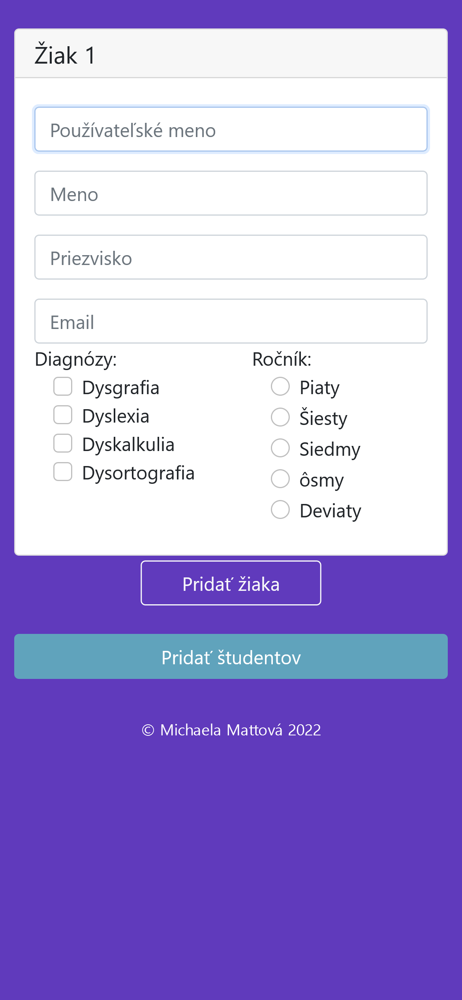 Žiak 1
Používateľské meno
Meno
Priezvisko
Email
Diagnózy:
Dysgrafia
Dyslexia
Dyskalkulia
Dysortografia
Ročník:
Piaty
Šiesty
Siedmy
ôsmy
Deviaty
Pridať žiaka
Pridať študentov
© Michaela Mattová 2022